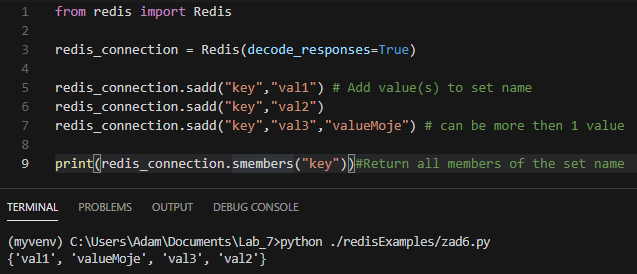 1 from redis import Redis
2
3 redis_connection = Redis(decode_responses=True)
4
5 redis_connection.sadd("key","val1") # Add value(s) to set name
6 redis_connection.sadd("key","val2")
7 redis_connection.sadd("key","val3","valueMoje") # can be more then 1 value
8
9 print(redis_connection.smembers("key"))#Return all members of the set name
TERMINAL PROBLEMS OUTPUT DEBUG CONSOLE
(myvenv) C:\Users\Adam\Documents\Lab_7>python ./redisExamples/zad6.py
{'val1', 'valueMoje', 'val3', 'val2'}